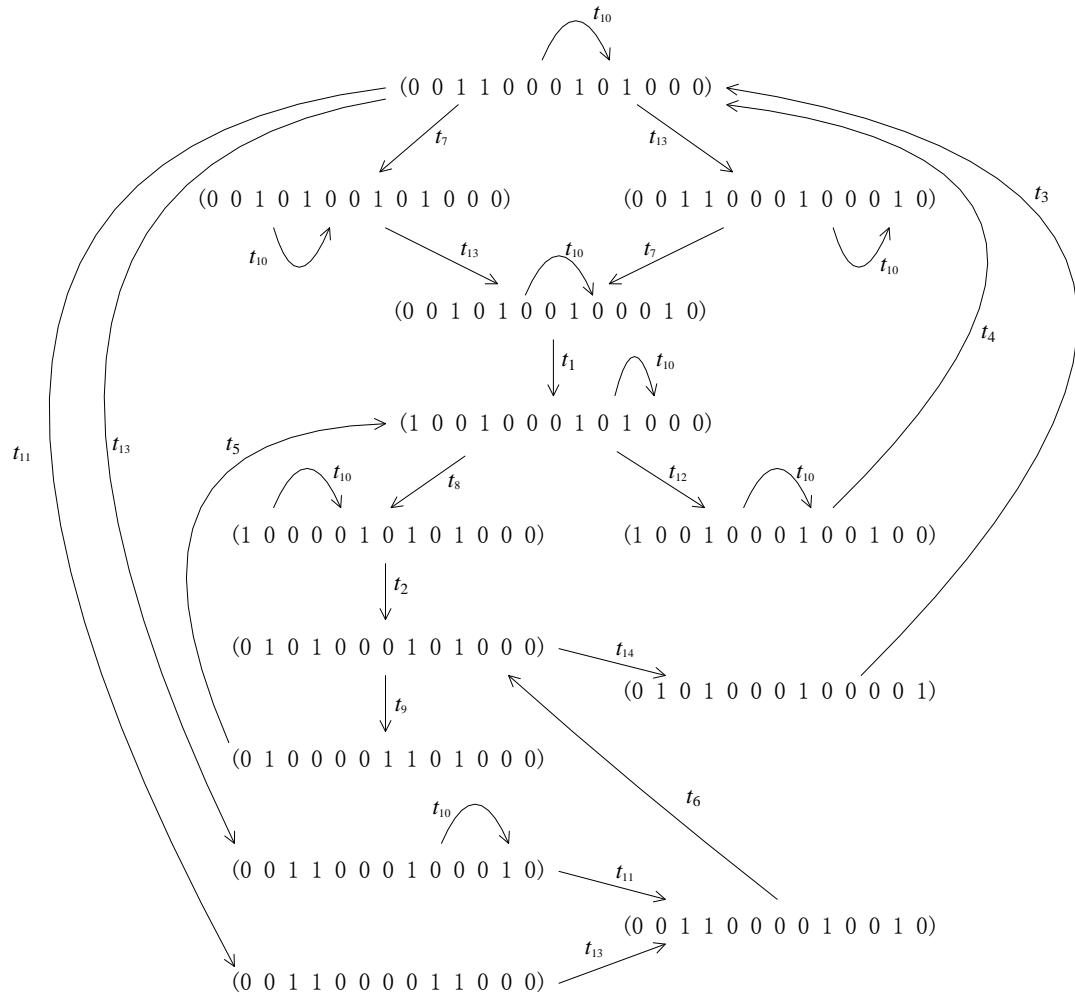 t10
(0 0 1 1 0 0 0 1 0 1 0 0 0)
t7 t13
(0 0 1 0 1 0 0 1 0 1 0 0 0) (0 0 1 1 0 0 0 1 0 0 0 1 0) t3
t10 t13 t10 t7 t10
(0 0 1 0 1 0 0 1 0 0 0 1 0)
t4
t1 t10
(1 0 0 1 0 0 0 1 0 1 0 0 0)
t11 t13 t5
t10 t8 t12 t10
(1 0 0 0 0 1 0 1 0 1 0 0 0) (1 0 0 1 0 0 0 1 0 0 1 0 0)
t2
(0 1 0 1 0 0 0 1 0 1 0 0 0) t14
(0 1 0 1 0 0 0 1 0 0 0 0 1)
t9
(0 1 0 0 0 0 1 1 0 1 0 0 0)
t10 t6
(0 0 1 1 0 0 0 1 0 0 0 1 0) t11
(0 0 1 1 0 0 0 0 1 0 0 1 0)
t13
(0 0 1 1 0 0 0 0 1 1 0 0 0)